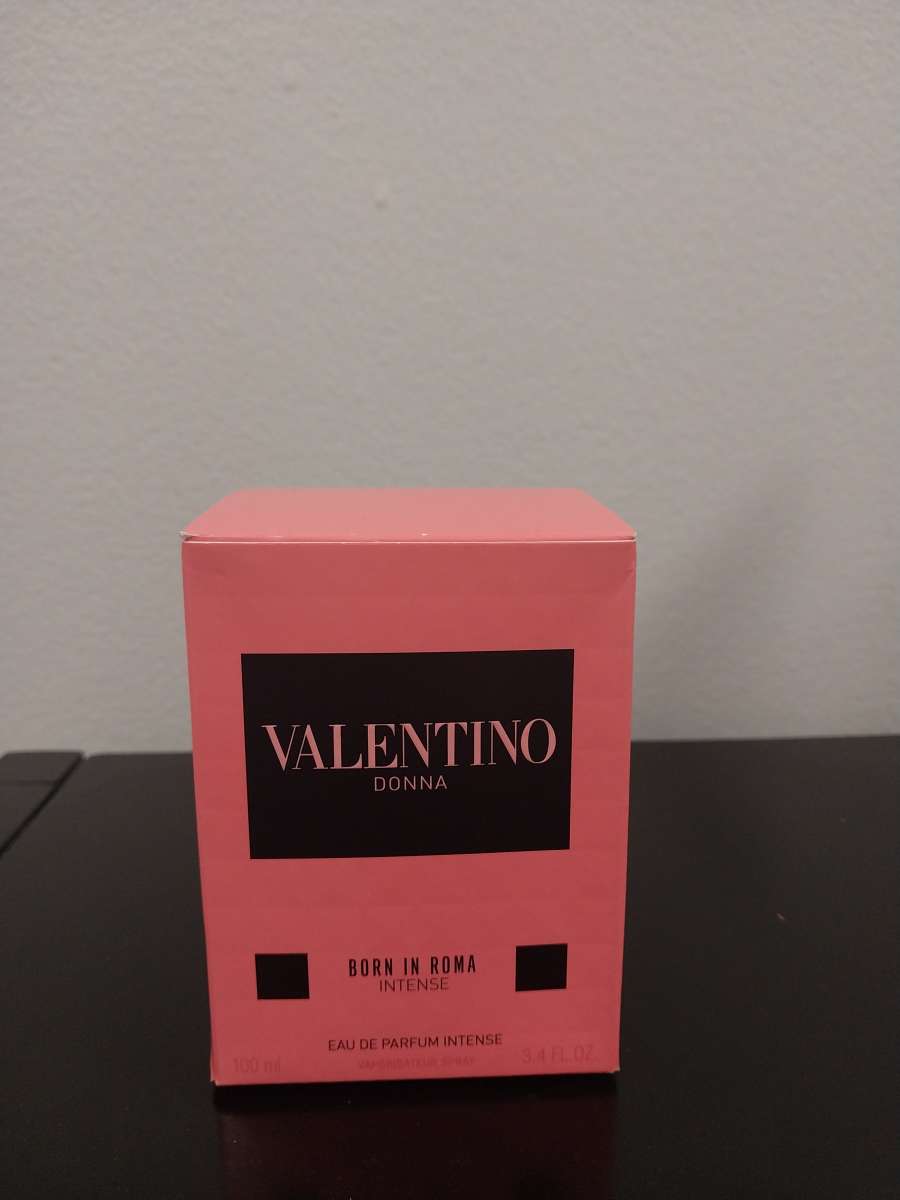 VALENTINO
DONNA
BORN IN ROMA
INTENSE
EAU DE PARFUM INTENSE
100 ml VAPORISATEUR SPRAY 3.4 FL.OZ.